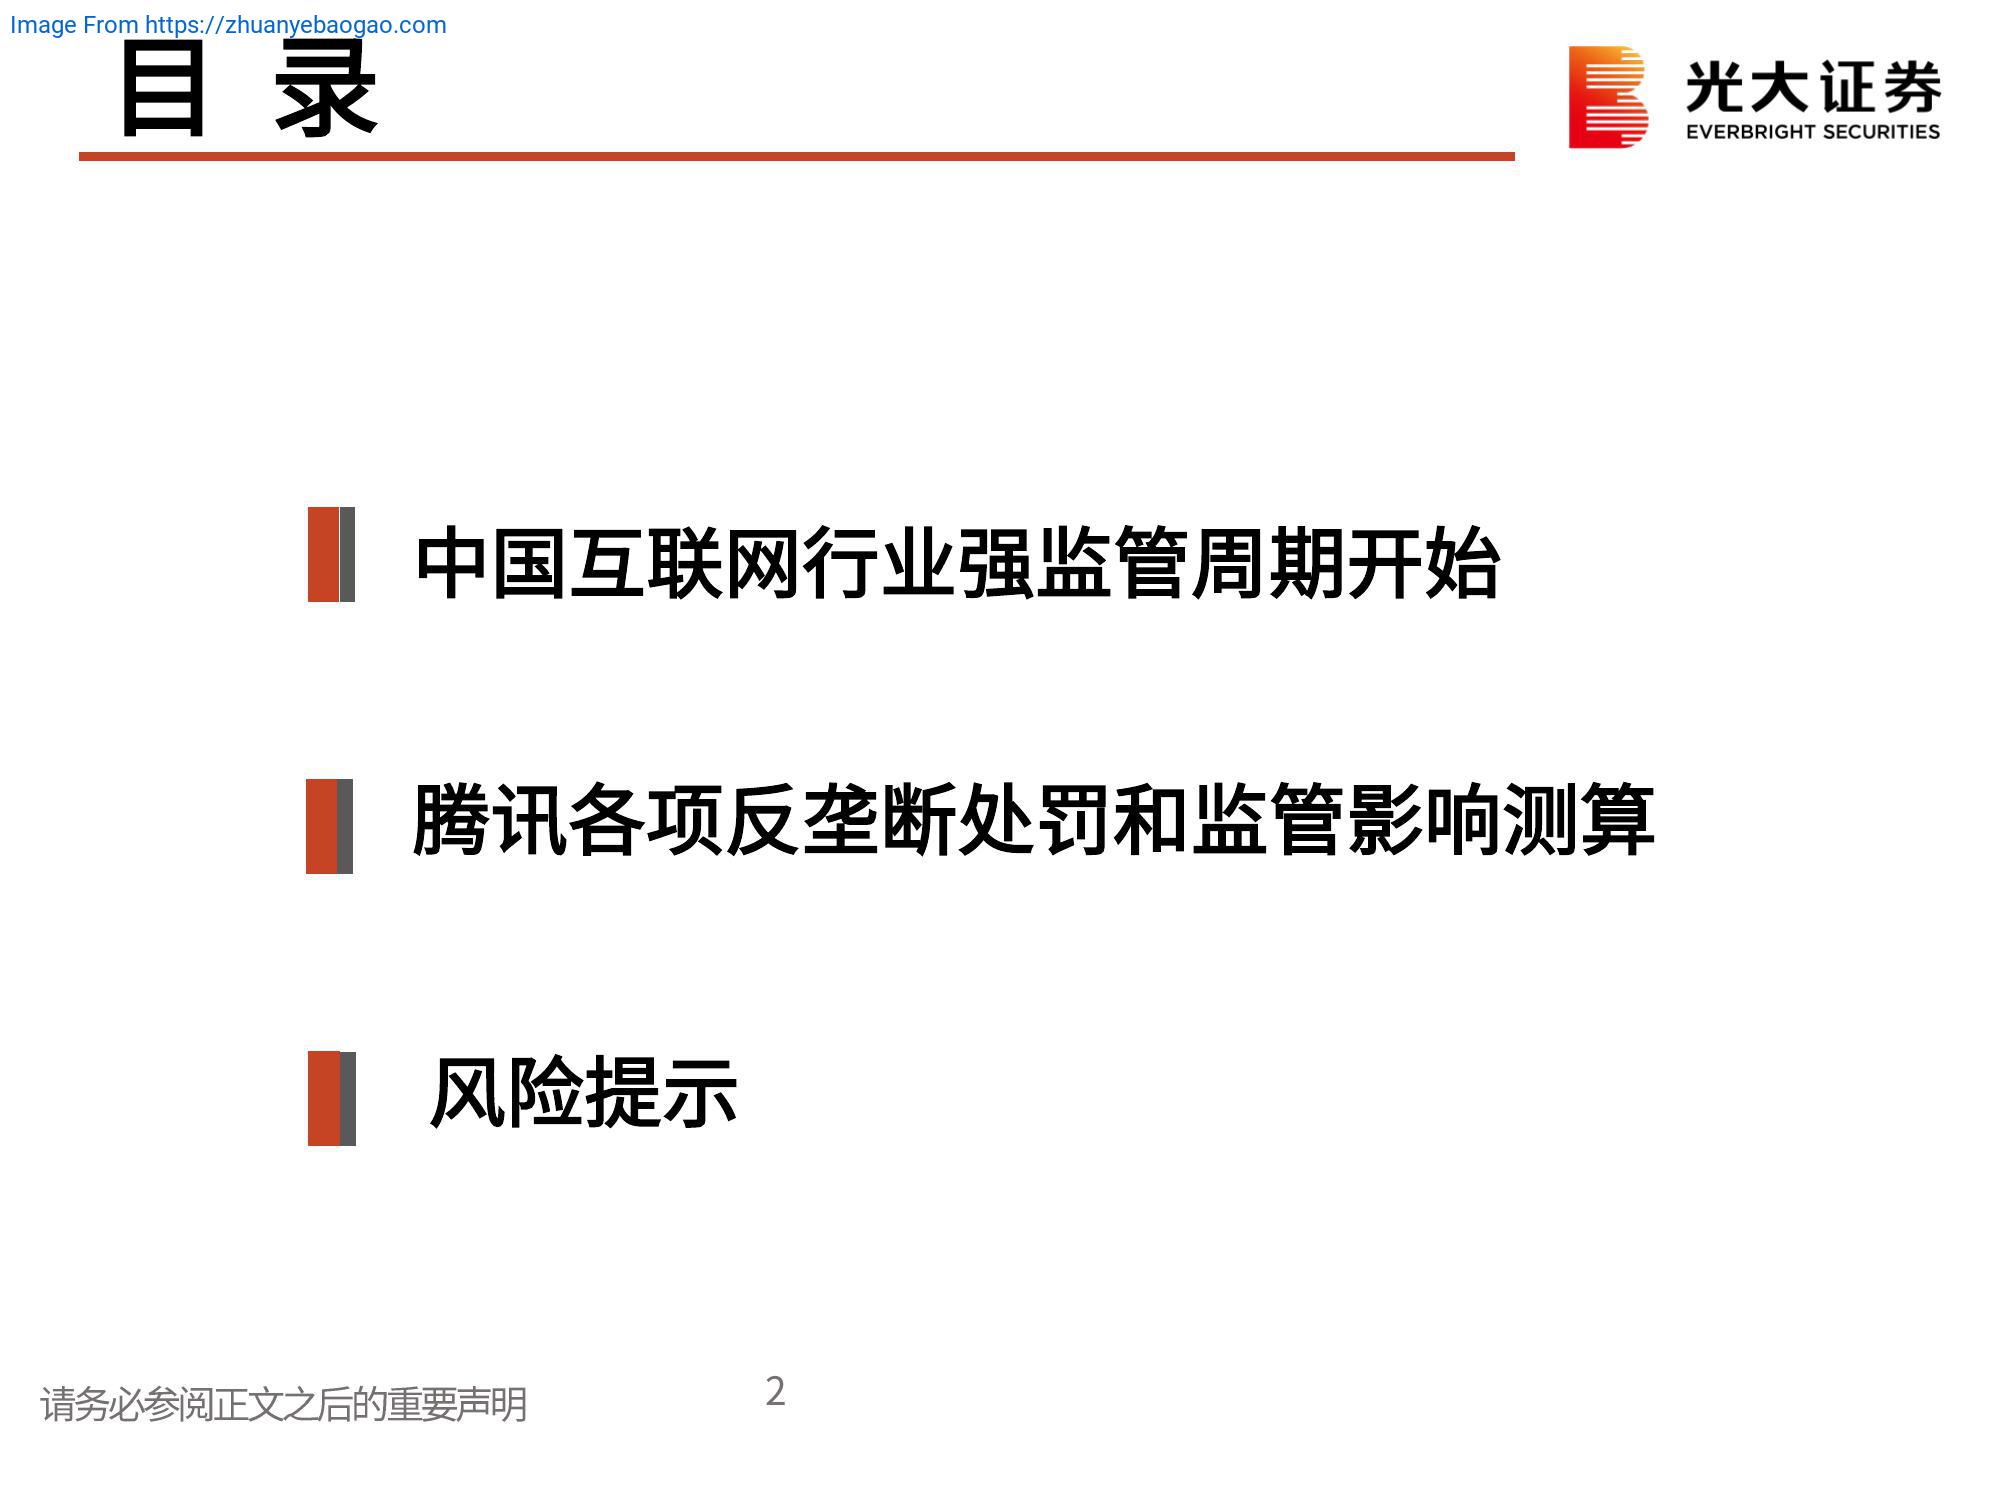 Image From https://zhuanyebaogao.com
目 录
光大证券
EVERBRIGHT SECURITIES
中国互联网行业强监管周期开始
腾讯各项反垄断处罚和监管影响测算
风险提示
请务必参阅正文之后的重要声明
2